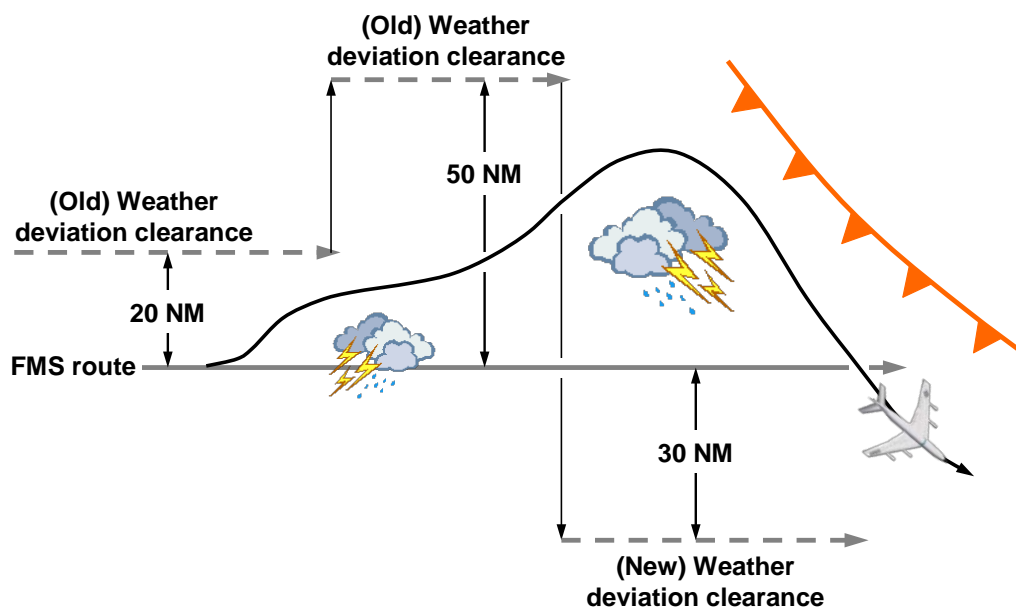 (Old) Weather
deviation clearance
50 NM
(Old) Weather
deviation clearance
20 NM
FMS route
30 NM
(New) Weather
deviation clearance